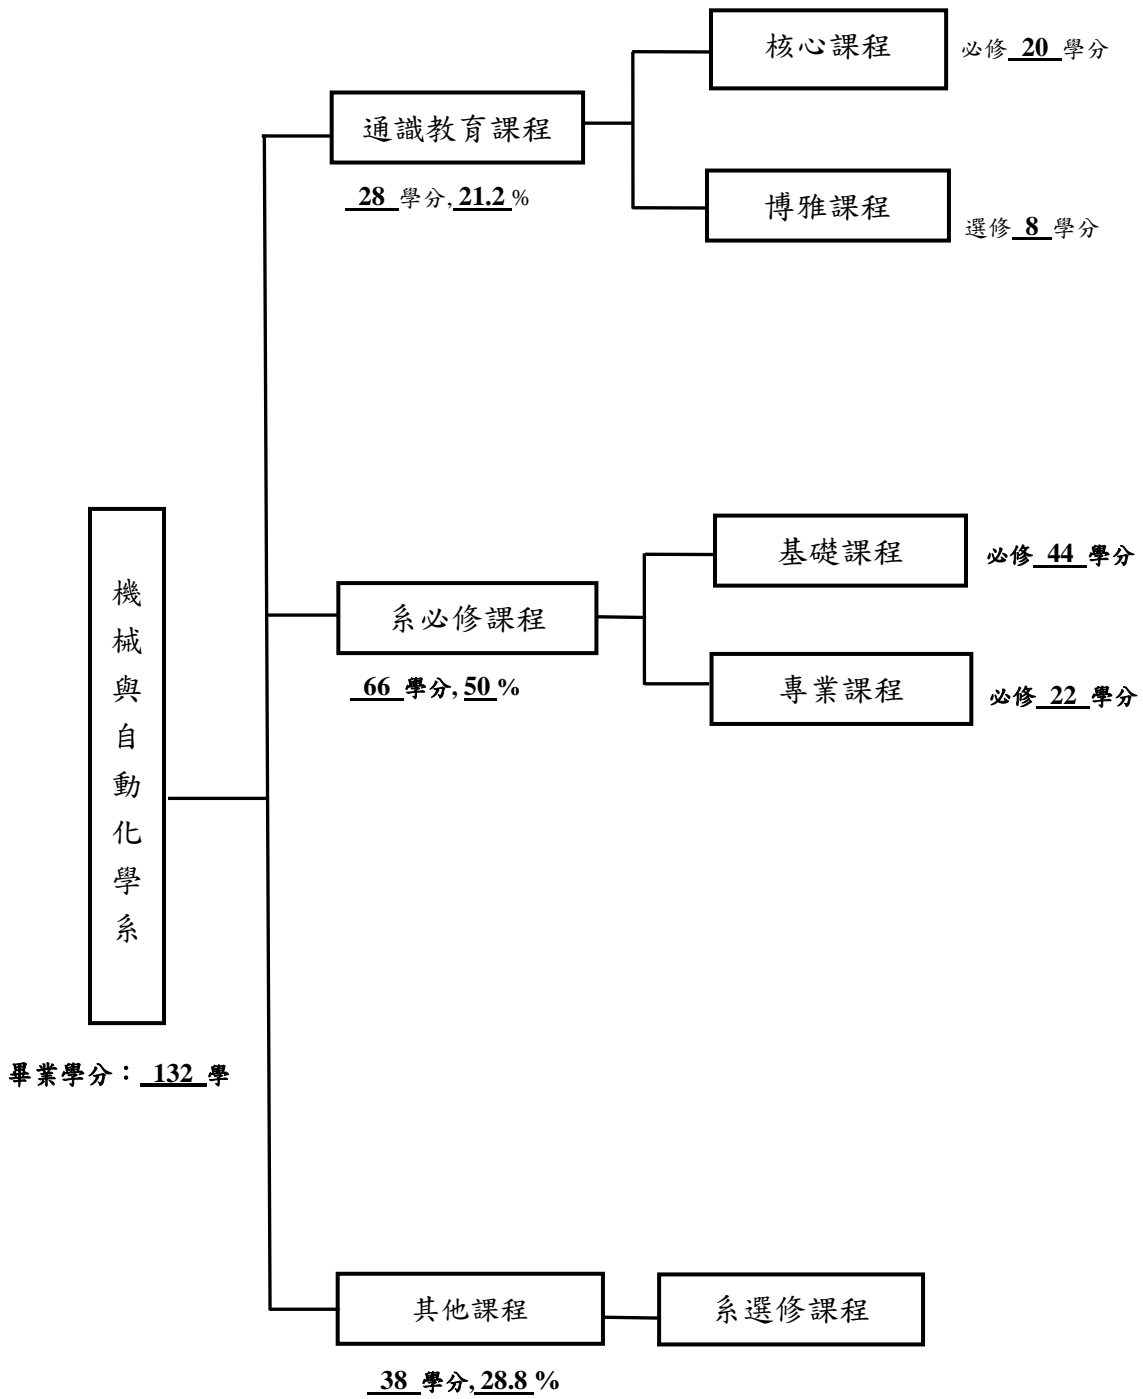 核心課程
必修 20 學分
通識教育課程
28 學分, 21.2 %
博雅課程
選修 8 學分
機械與自動化學系
畢業學分：132 學
基礎課程
必修 44 學分
系必修課程
66 學分, 50 %
專業課程
必修 22 學分
其他課程
系選修課程
38 學分, 28.8 %